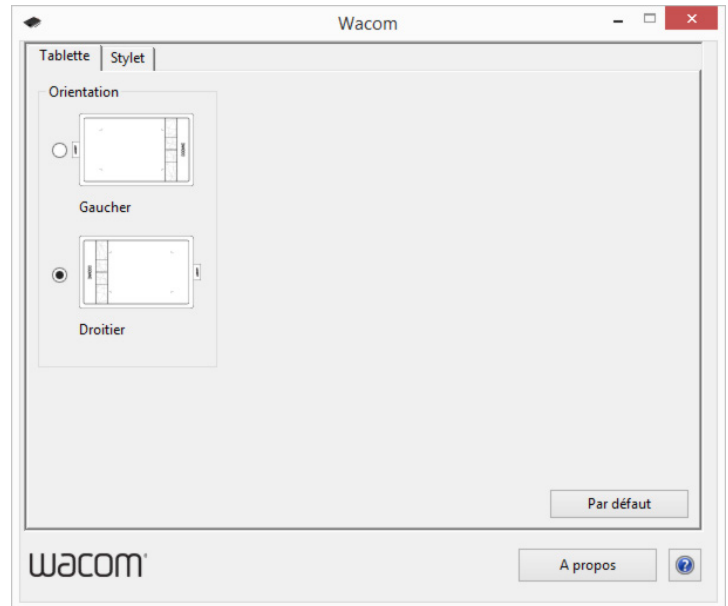 Wacom
Tablette
Stylet
Orientation
Gaucher
Droitier
Par défaut
wacom
A propos